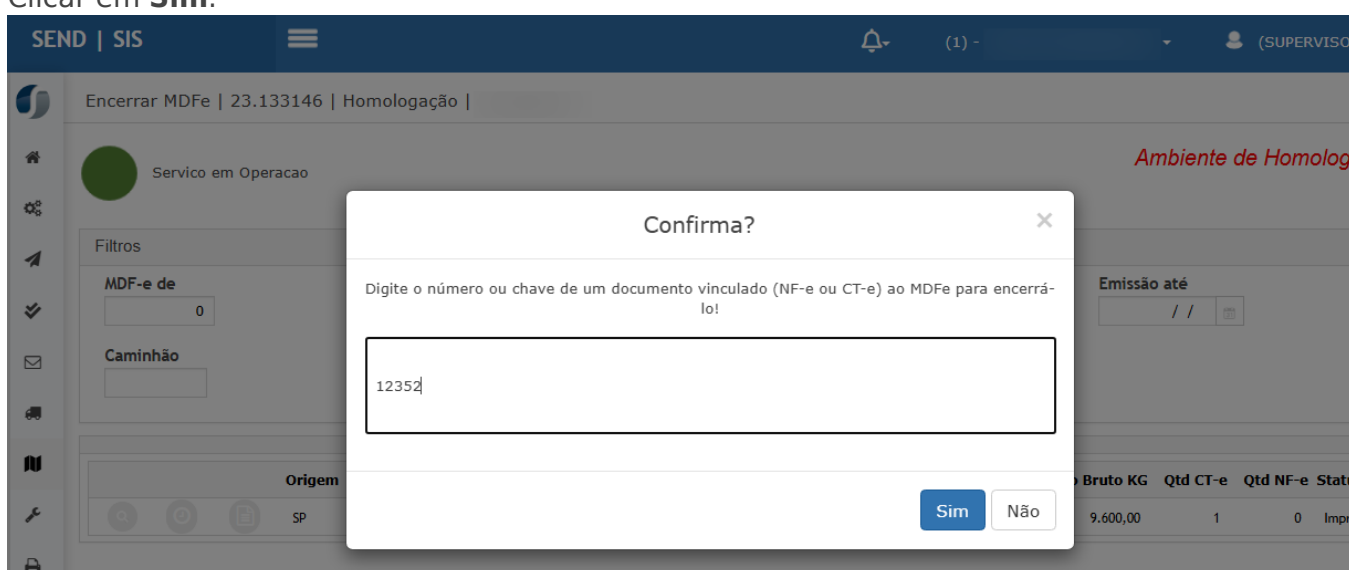 Clicar em Sim.
SEND | SIS
(1) -
(SUPERVISO
Encerrar MDFe | 23.133146 | Homologação |
Servico em Operacao
Ambiente de Homolog
Confirma?
×
Filtros
MDF-e de
0
Digite o número ou chave de um documento vinculado (NF-e ou CT-e) ao MDFe para encerrá-
lo!
Emissão até
/ /
Caminhão
12352
Origem
Bruto KG Qtd CT-e Qtd NF-e Statu
SP
9.600,00 1 0 Impr
Sim Não